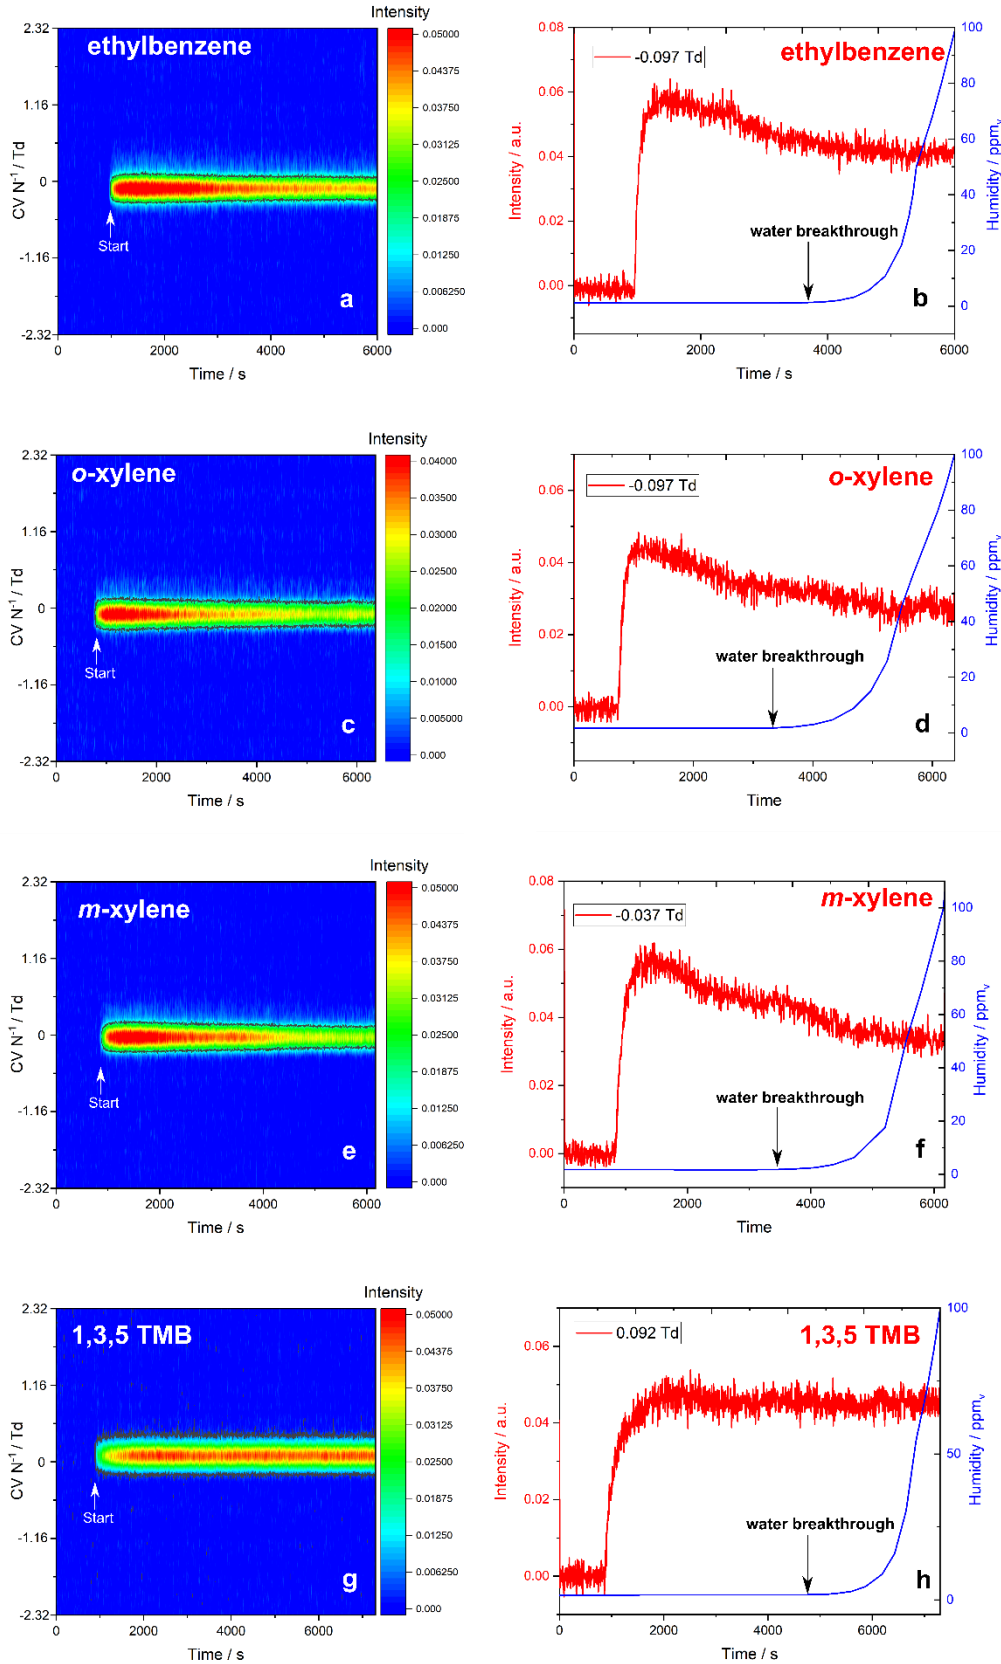 Intensity
2.32
ethylbenzene
1.16
0
-1.16
-2.32
CV N⁻¹ / Td
Start
a
0 2000 4000 6000
Time / s
0.05000
0.04375
0.03750
0.03125
0.02500
0.01875
0.01250
0.006250
0.000
-0.097 Td
ethylbenzene
0.08
0.06
0.04
0.02
0.00
Intensity / a.u.
water breakthrough
b
100
80
60
40
20
0
Humidity / ppmᵥ
0 2000 4000 6000
Time / s
Intensity
2.32
o-xylene
1.16
0
-1.16
-2.32
CV N⁻¹ / Td
Start
c
0 2000 4000 6000
Time / s
0.04000
0.03500
0.03000
0.02500
0.02000
0.01500
0.01000
0.005000
0.000
-0.097 Td
o-xylene
0.06
0.04
0.02
0.00
Intensity / a.u.
water breakthrough
d
100
80
60
40
20
0
Humidity / ppmᵥ
0 2000 4000 6000
Time
Intensity
2.32
m-xylene
1.16
0
-1.16
-2.32
CV N⁻¹ / Td
Start
e
0 2000 4000 6000
Time / s
0.05000
0.04375
0.03750
0.03125
0.02500
0.01875
0.01250
0.006250
0.000
-0.037 Td
m-xylene
0.08
0.06
0.04
0.02
0.00
Intensity / a.u.
water breakthrough
f
100
80
60
40
20
0
Humidity / ppmᵥ
0 2000 4000 6000
Time
Intensity
2.32
1,3,5 TMB
1.16
0
-1.16
-2.32
CV N⁻¹ / Td
Start
g
0 2000 4000 6000
Time / s
0.05000
0.04375
0.03750
0.03125
0.02500
0.01875
0.01250
0.006250
0.000
0.092 Td
1,3,5 TMB
0.06
0.04
0.02
0.00
Intensity / a.u.
water breakthrough
h
100
50
0
Humidity / ppmᵥ
0 2000 4000 6000
Time / s